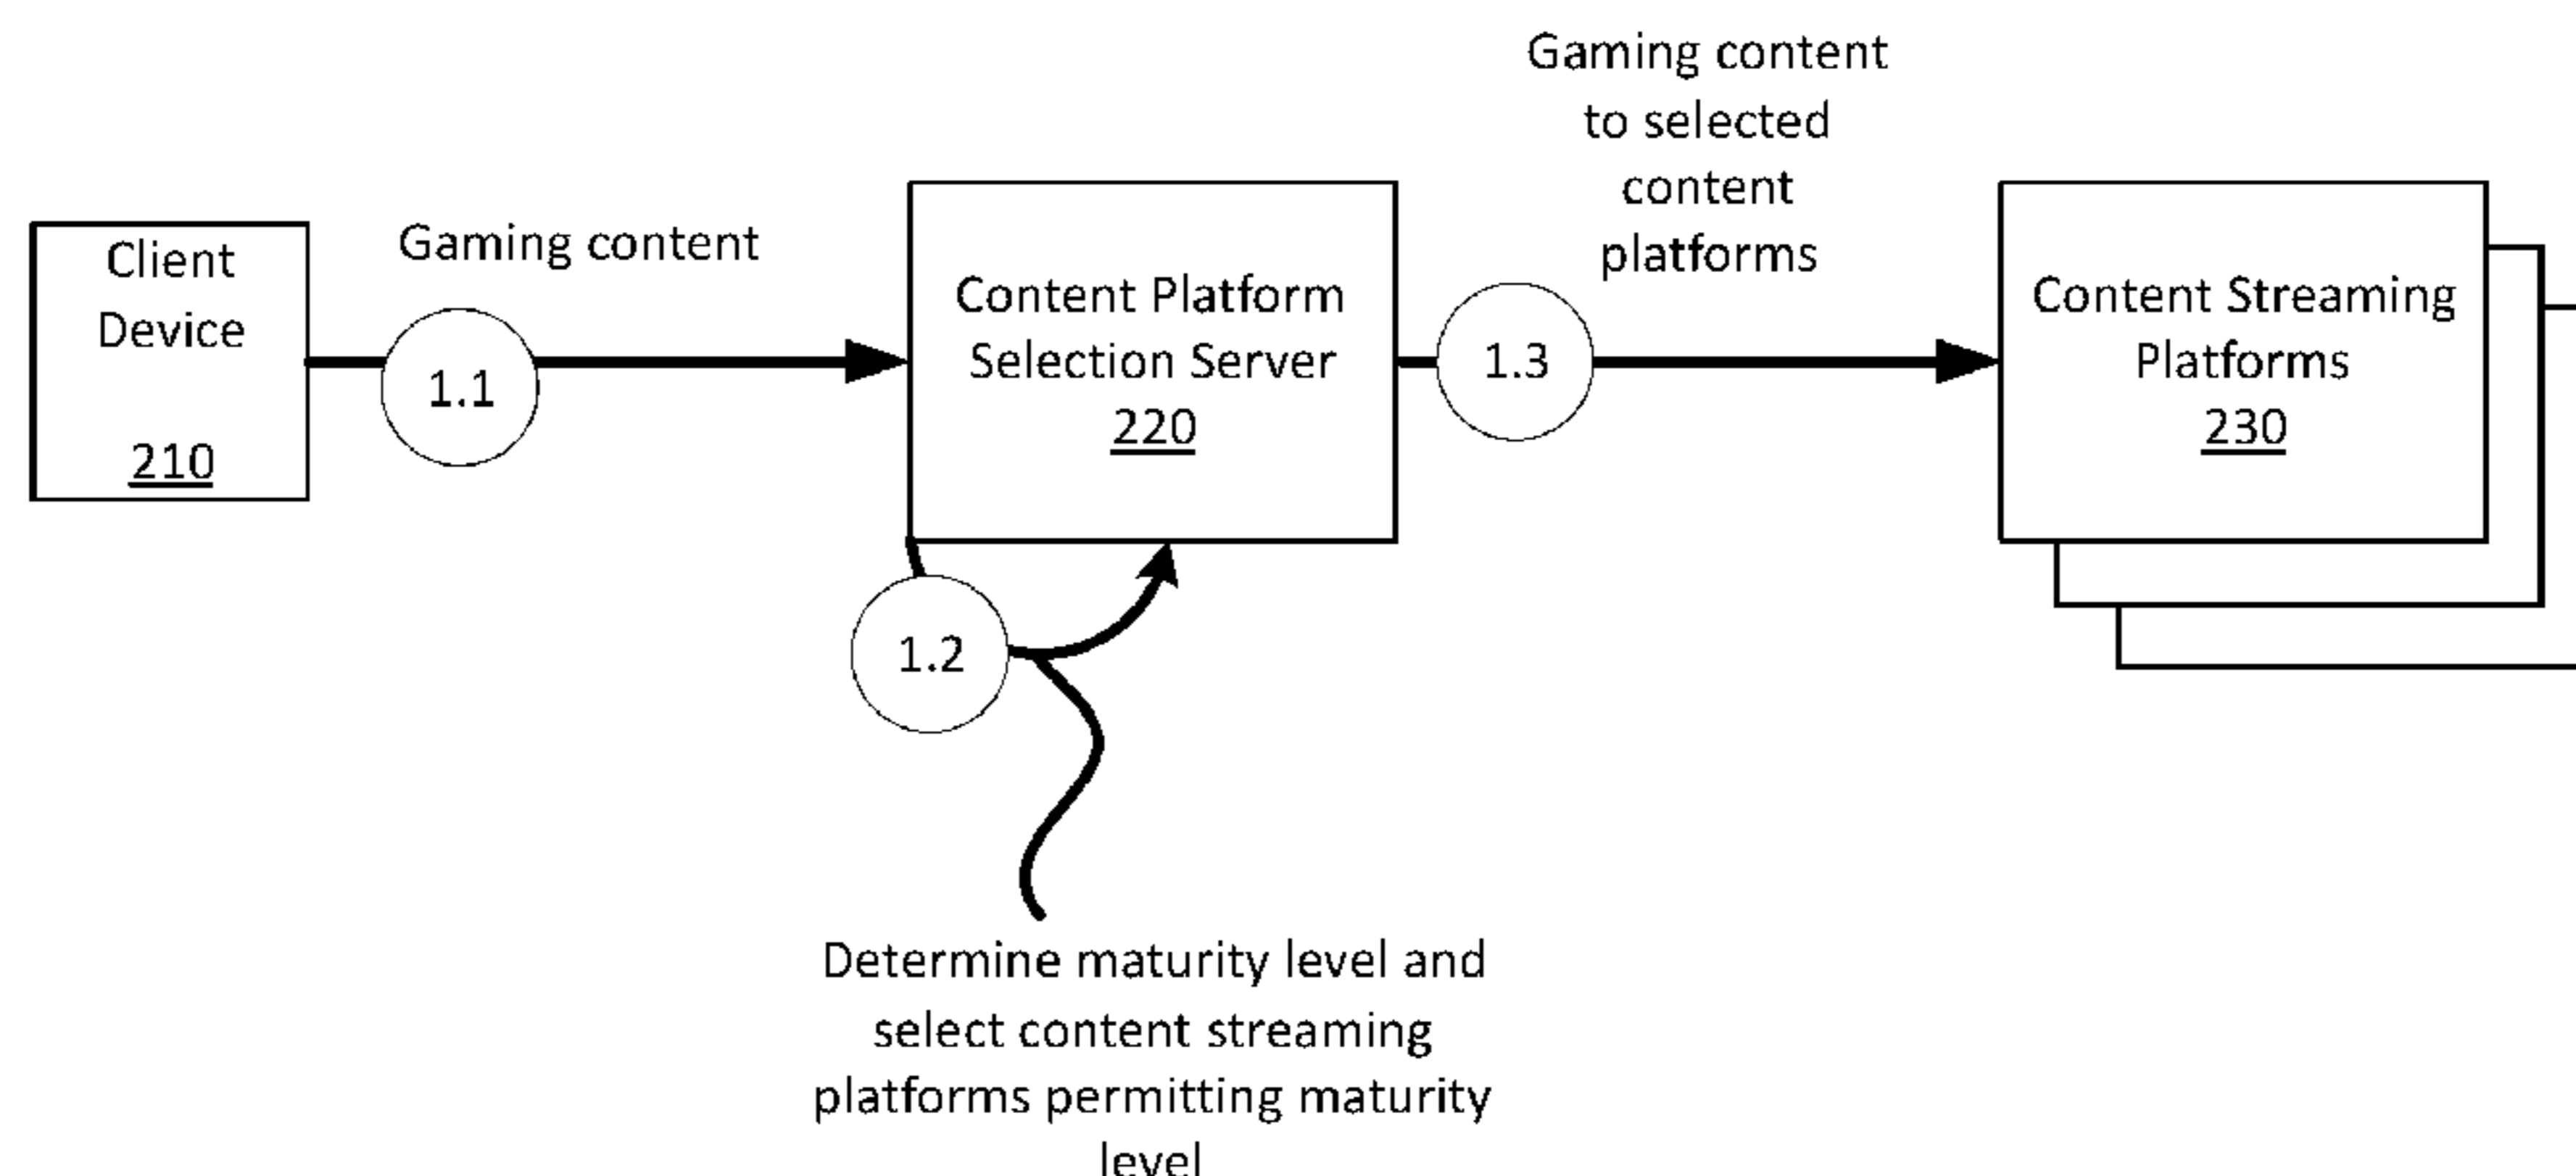 Client
Device
210
Gaming content
1.1
Content Platform
Selection Server
220
1.2
Determine maturity level and
select content streaming
platforms permitting maturity
level
Gaming content
to selected
content
platforms
1.3
Content Streaming
Platforms
230